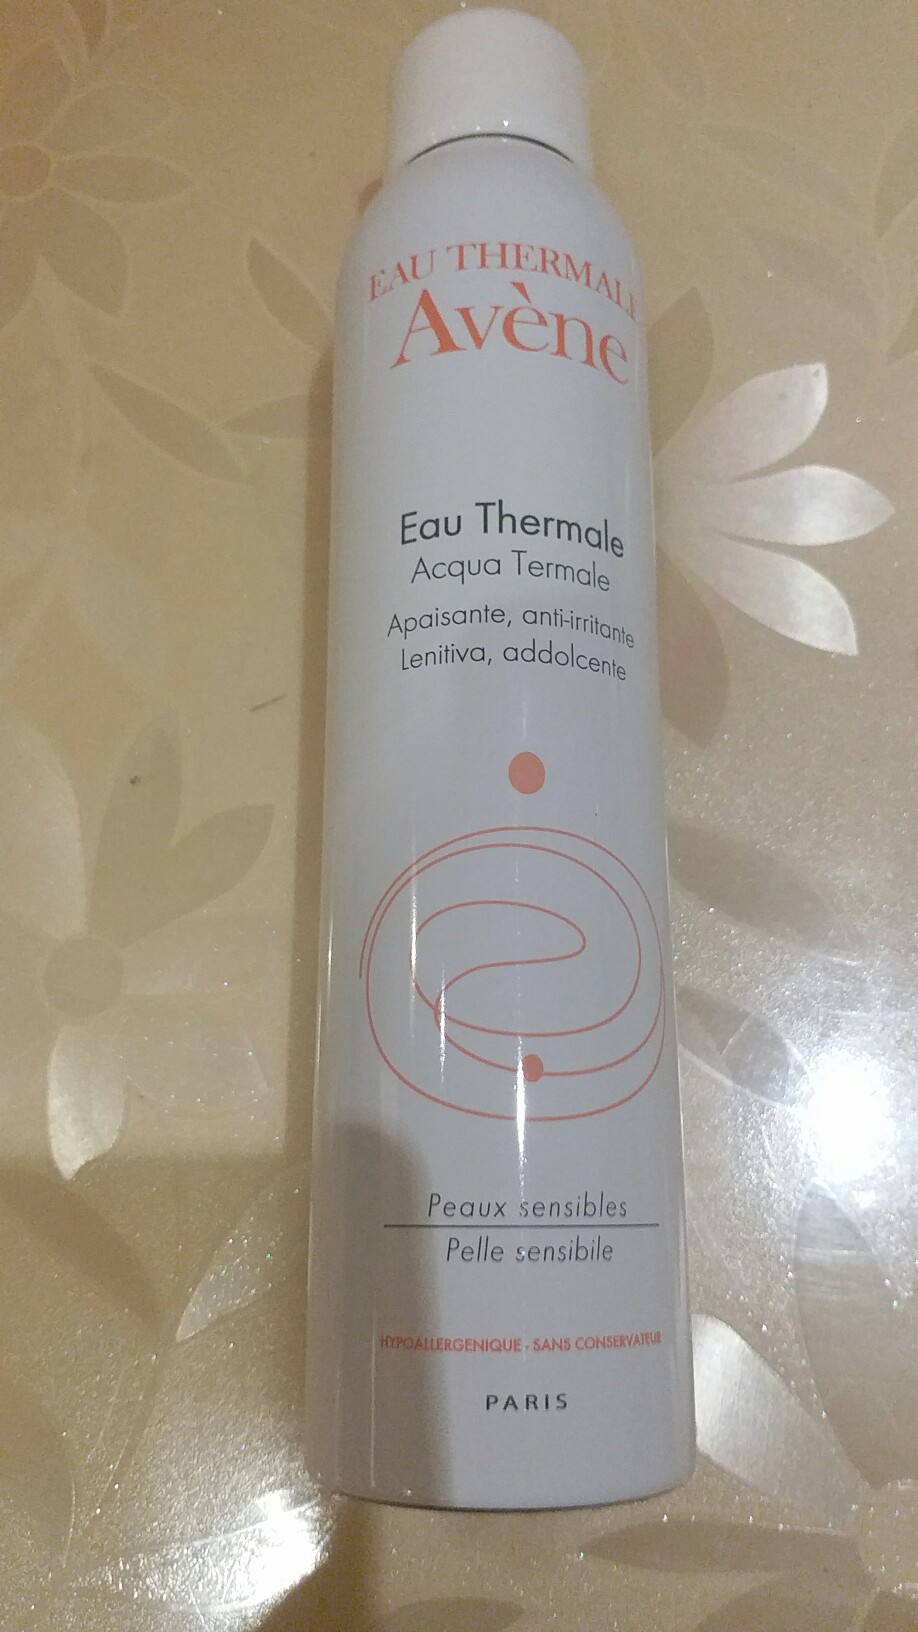 EAU THERMALE
Avène
Eau Thermale
Acqua Termale
Apaisante, anti-irritante
Lenitiva, addolcente
Peaux sensibles
Pelle sensibile
HYPOALLERGENIQUE - SANS CONSERVATEUR
PARIS